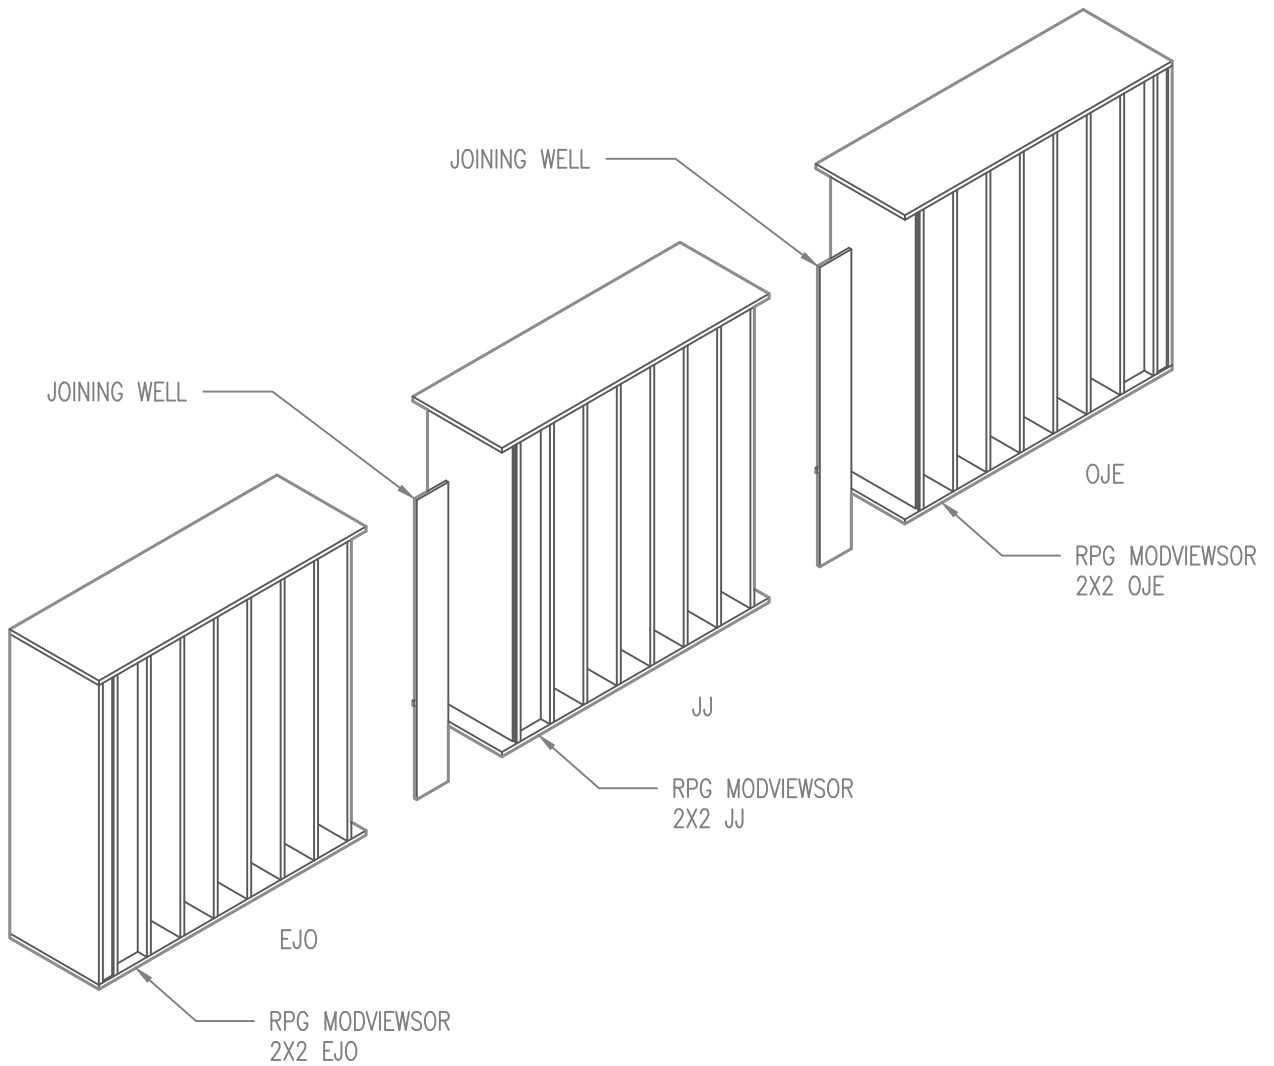 JOINING WELL
JOINING WELL
OJE
RPG MODVIEWSOR
2X2 OJE
JJ
RPG MODVIEWSOR
2X2 JJ
EJO
RPG MODVIEWSOR
2X2 EJO